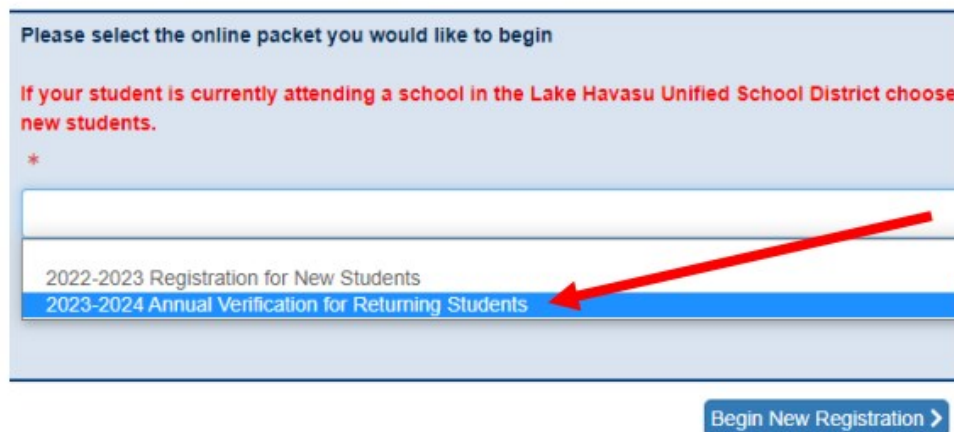 Please select the online packet you would like to begin
If your student is currently attending a school in the Lake Havasu Unified School District choose
new students.
*
2022-2023 Registration for New Students
2023-2024 Annual Verification for Returning Students
Begin New Registration >